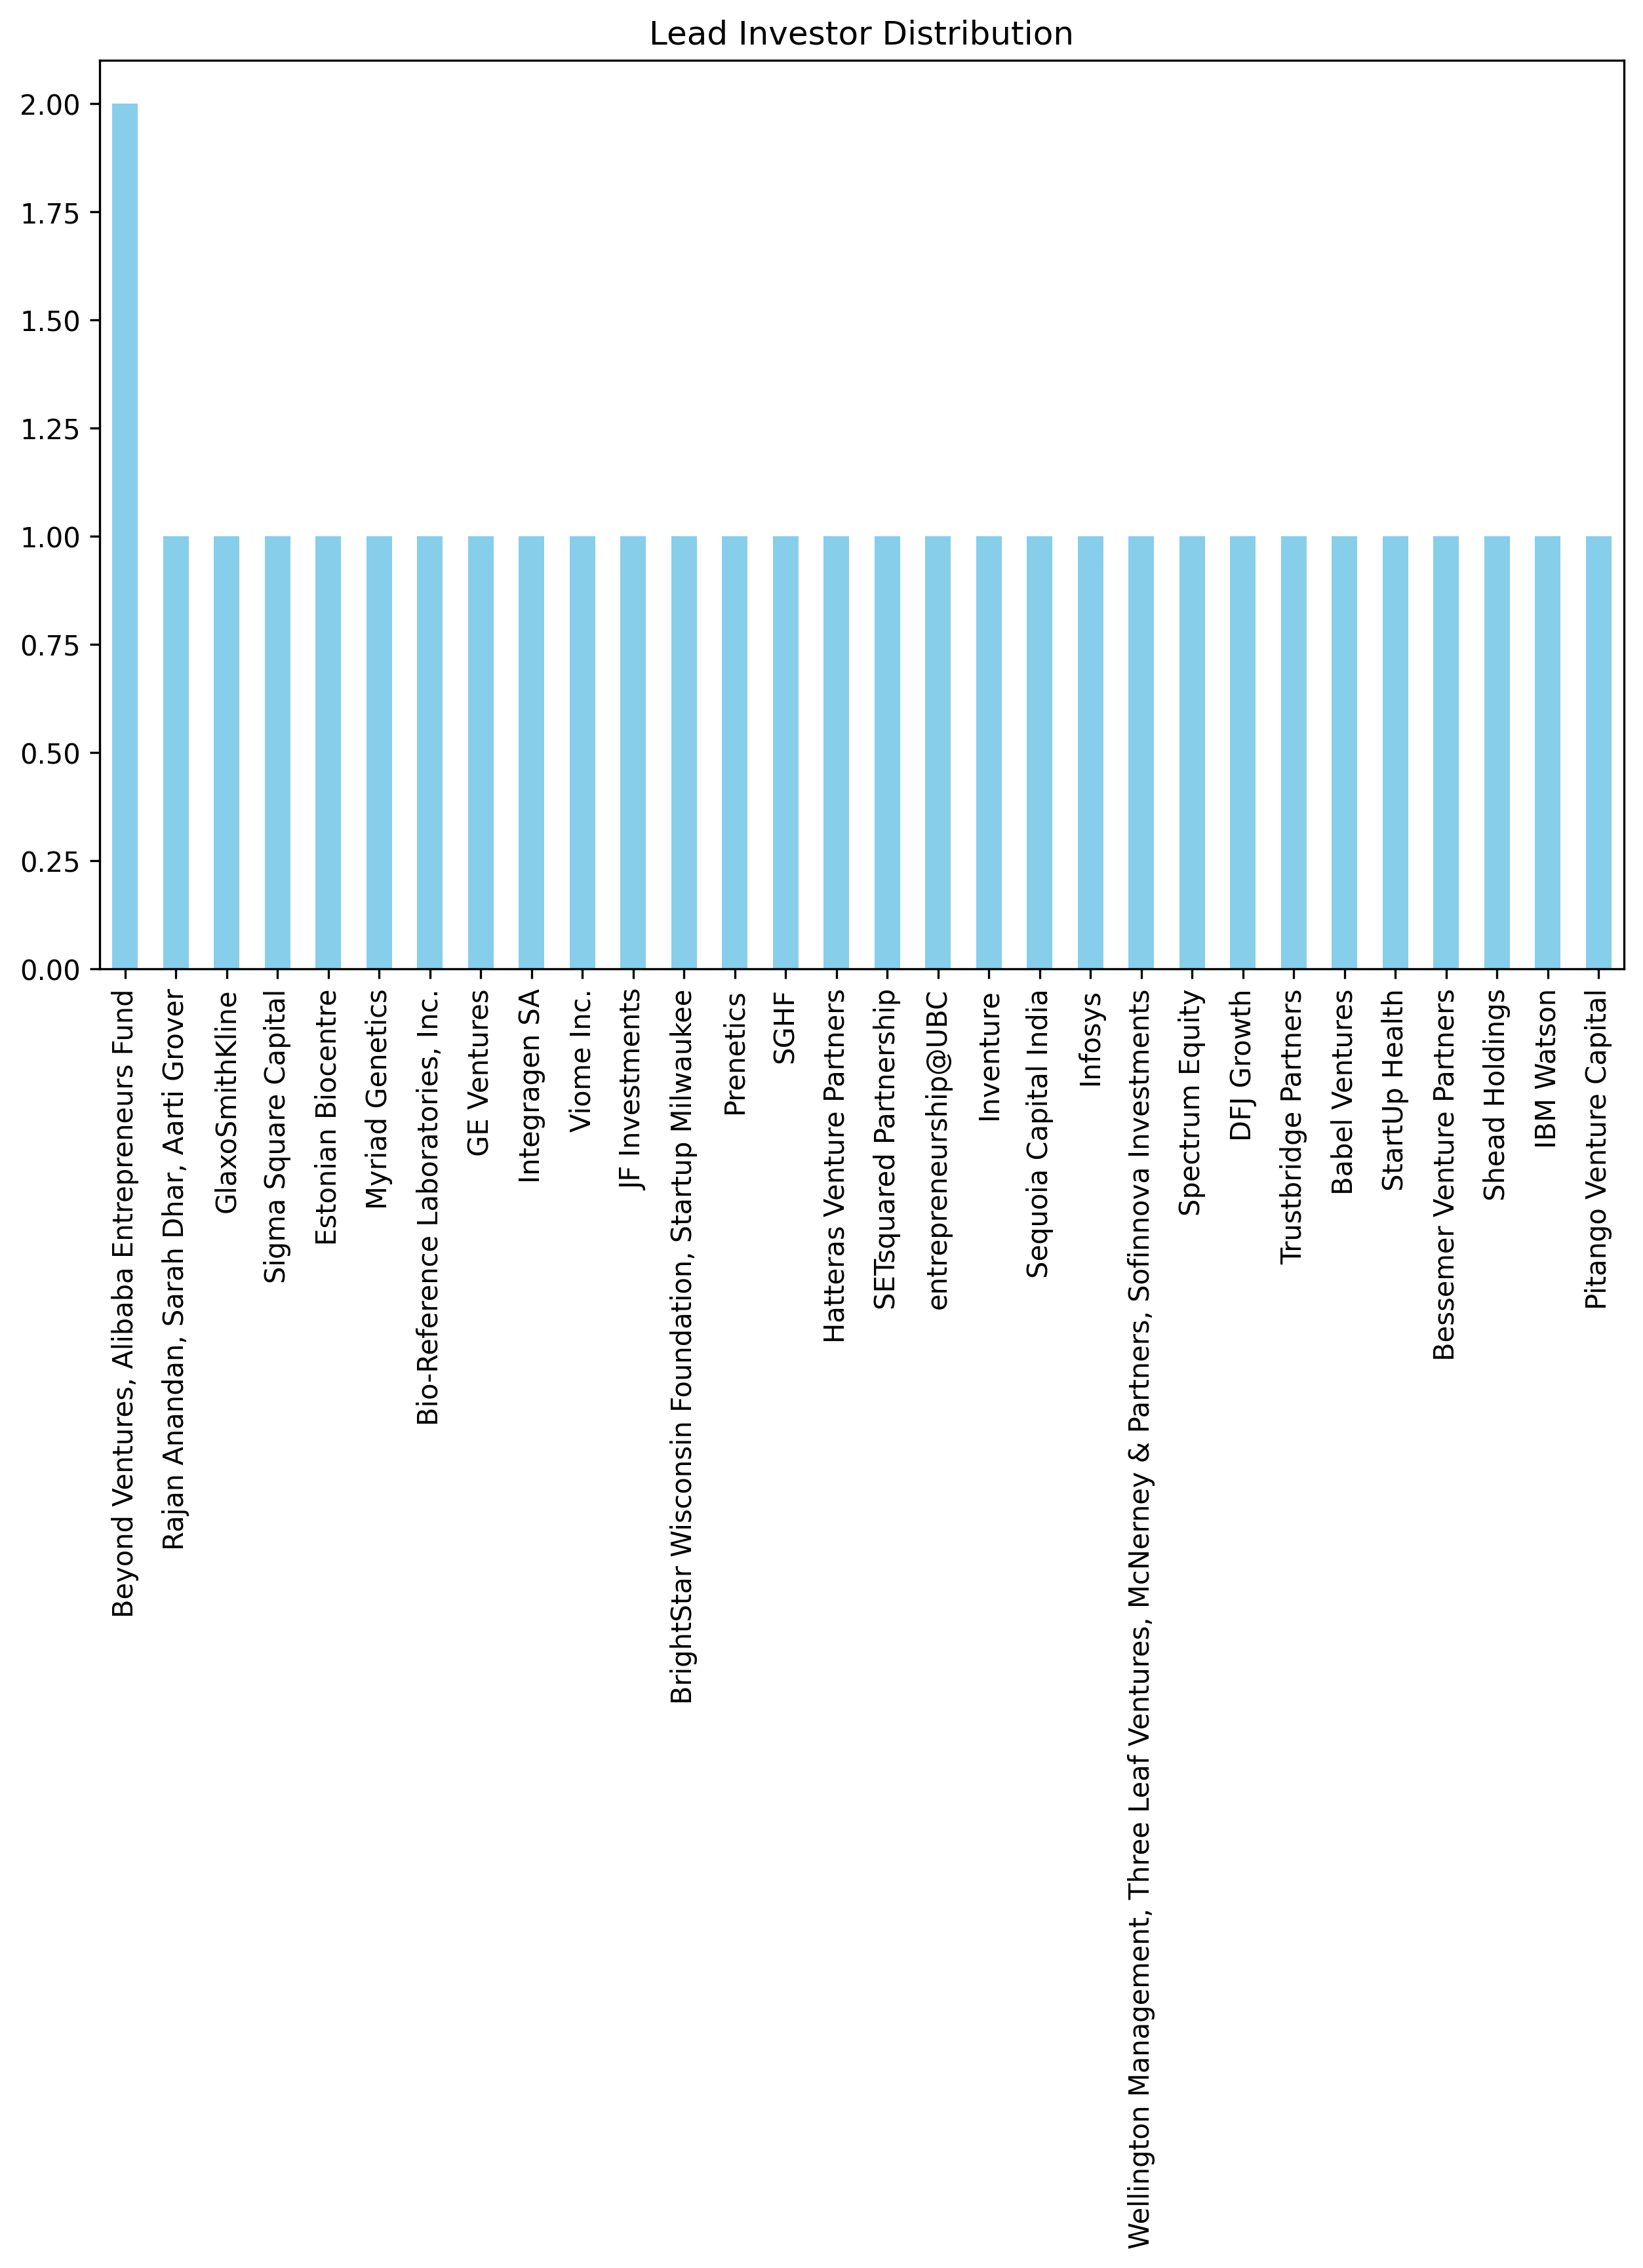 Lead Investor Distribution
2.00
1.75
1.50
1.25
1.00
0.75
0.50
0.25
0.00
Beyond Ventures, Alibaba Entrepreneurs Fund
Rajan Anandan, Sarah Dhar, Aarti Grover
GlaxoSmithKline
Sigma Square Capital
Estonian Biocentre
Myriad Genetics
Bio-Reference Laboratories, Inc.
GE Ventures
Integragen SA
Viome Inc.
JF Investments
BrightStar Wisconsin Foundation, Startup Milwaukee
Prenetics
SGHF
Hatteras Venture Partners
SETsquared Partnership
entrepreneurship@UBC
Inventure
Sequoia Capital India
Infosys
Wellington Management, Three Leaf Ventures, McNerney & Partners, Sofinnova Investments
Spectrum Equity
DFJ Growth
Trustbridge Partners
Babel Ventures
StartUp Health
Bessemer Venture Partners
Shead Holdings
IBM Watson
Pitango Venture Capital